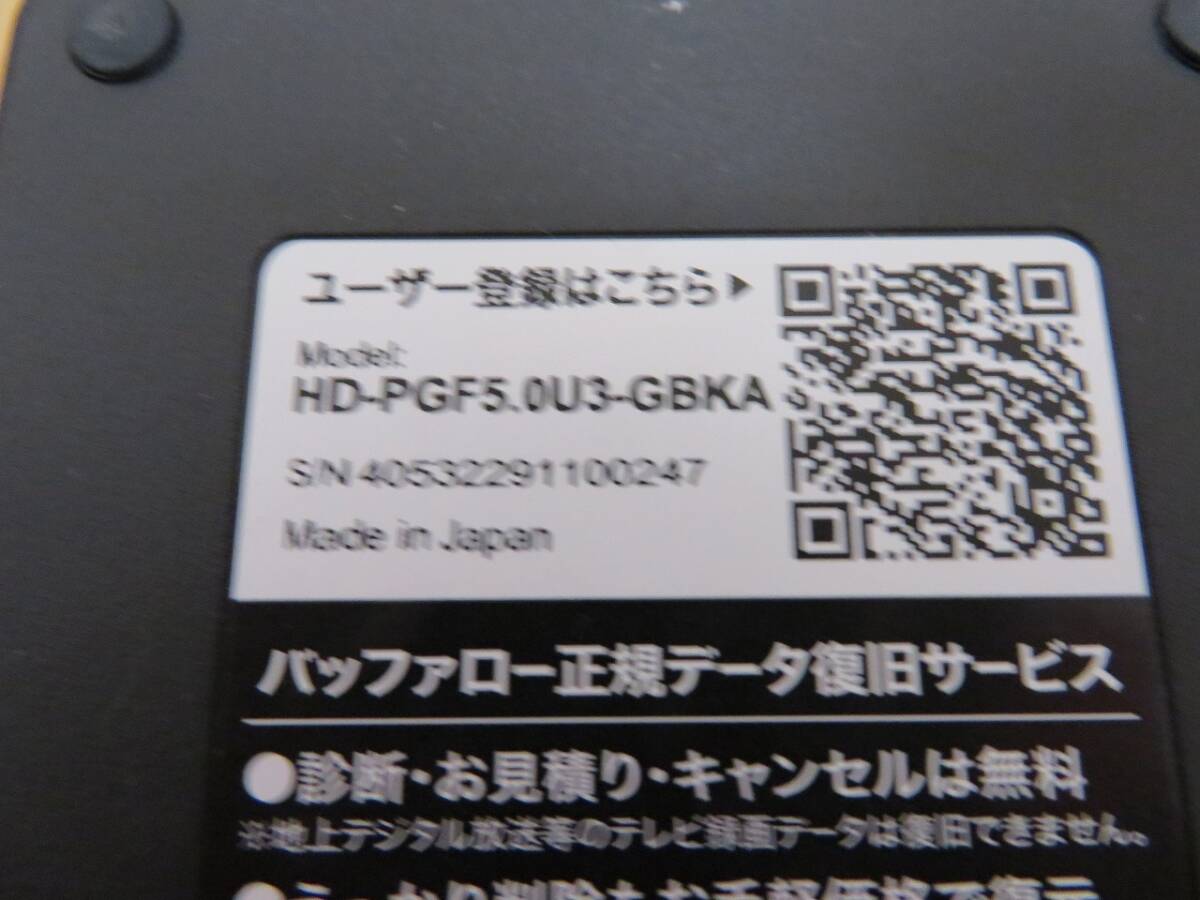 ユーザー登録はこちら▶
Model:
HD-PGF5.0U3-GBKA
S/N 40532291100247
Made in Japan
バッファロー正規データ復旧サービス
●診断・お見積り・キャンセルは無料
※地上デジタル放送等のテレビ録画データは復旧できません。